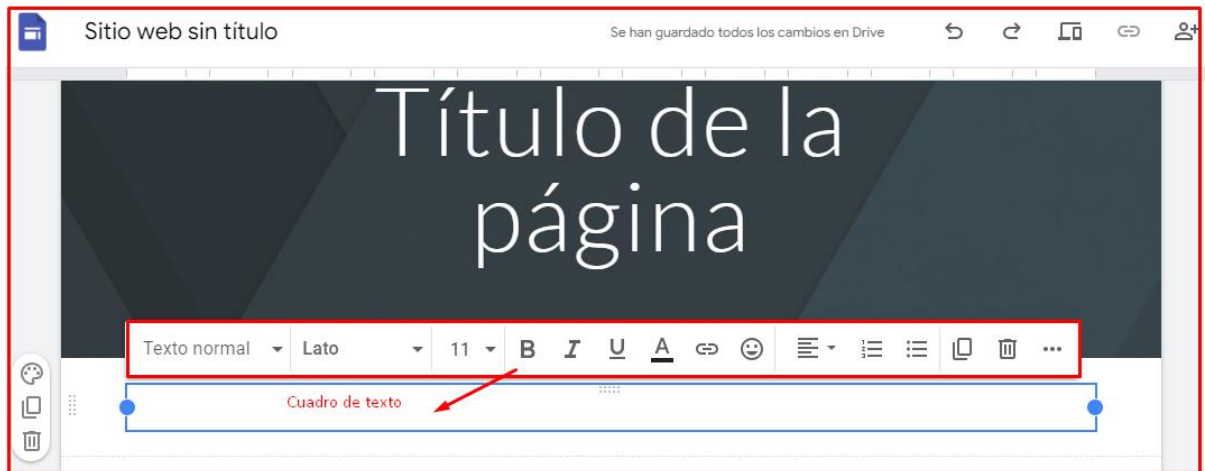 Sitio web sin título
Se han guardado todos los cambios en Drive
Título de la
página
Texto normal Lato 11 B I U A
Cuadro de texto